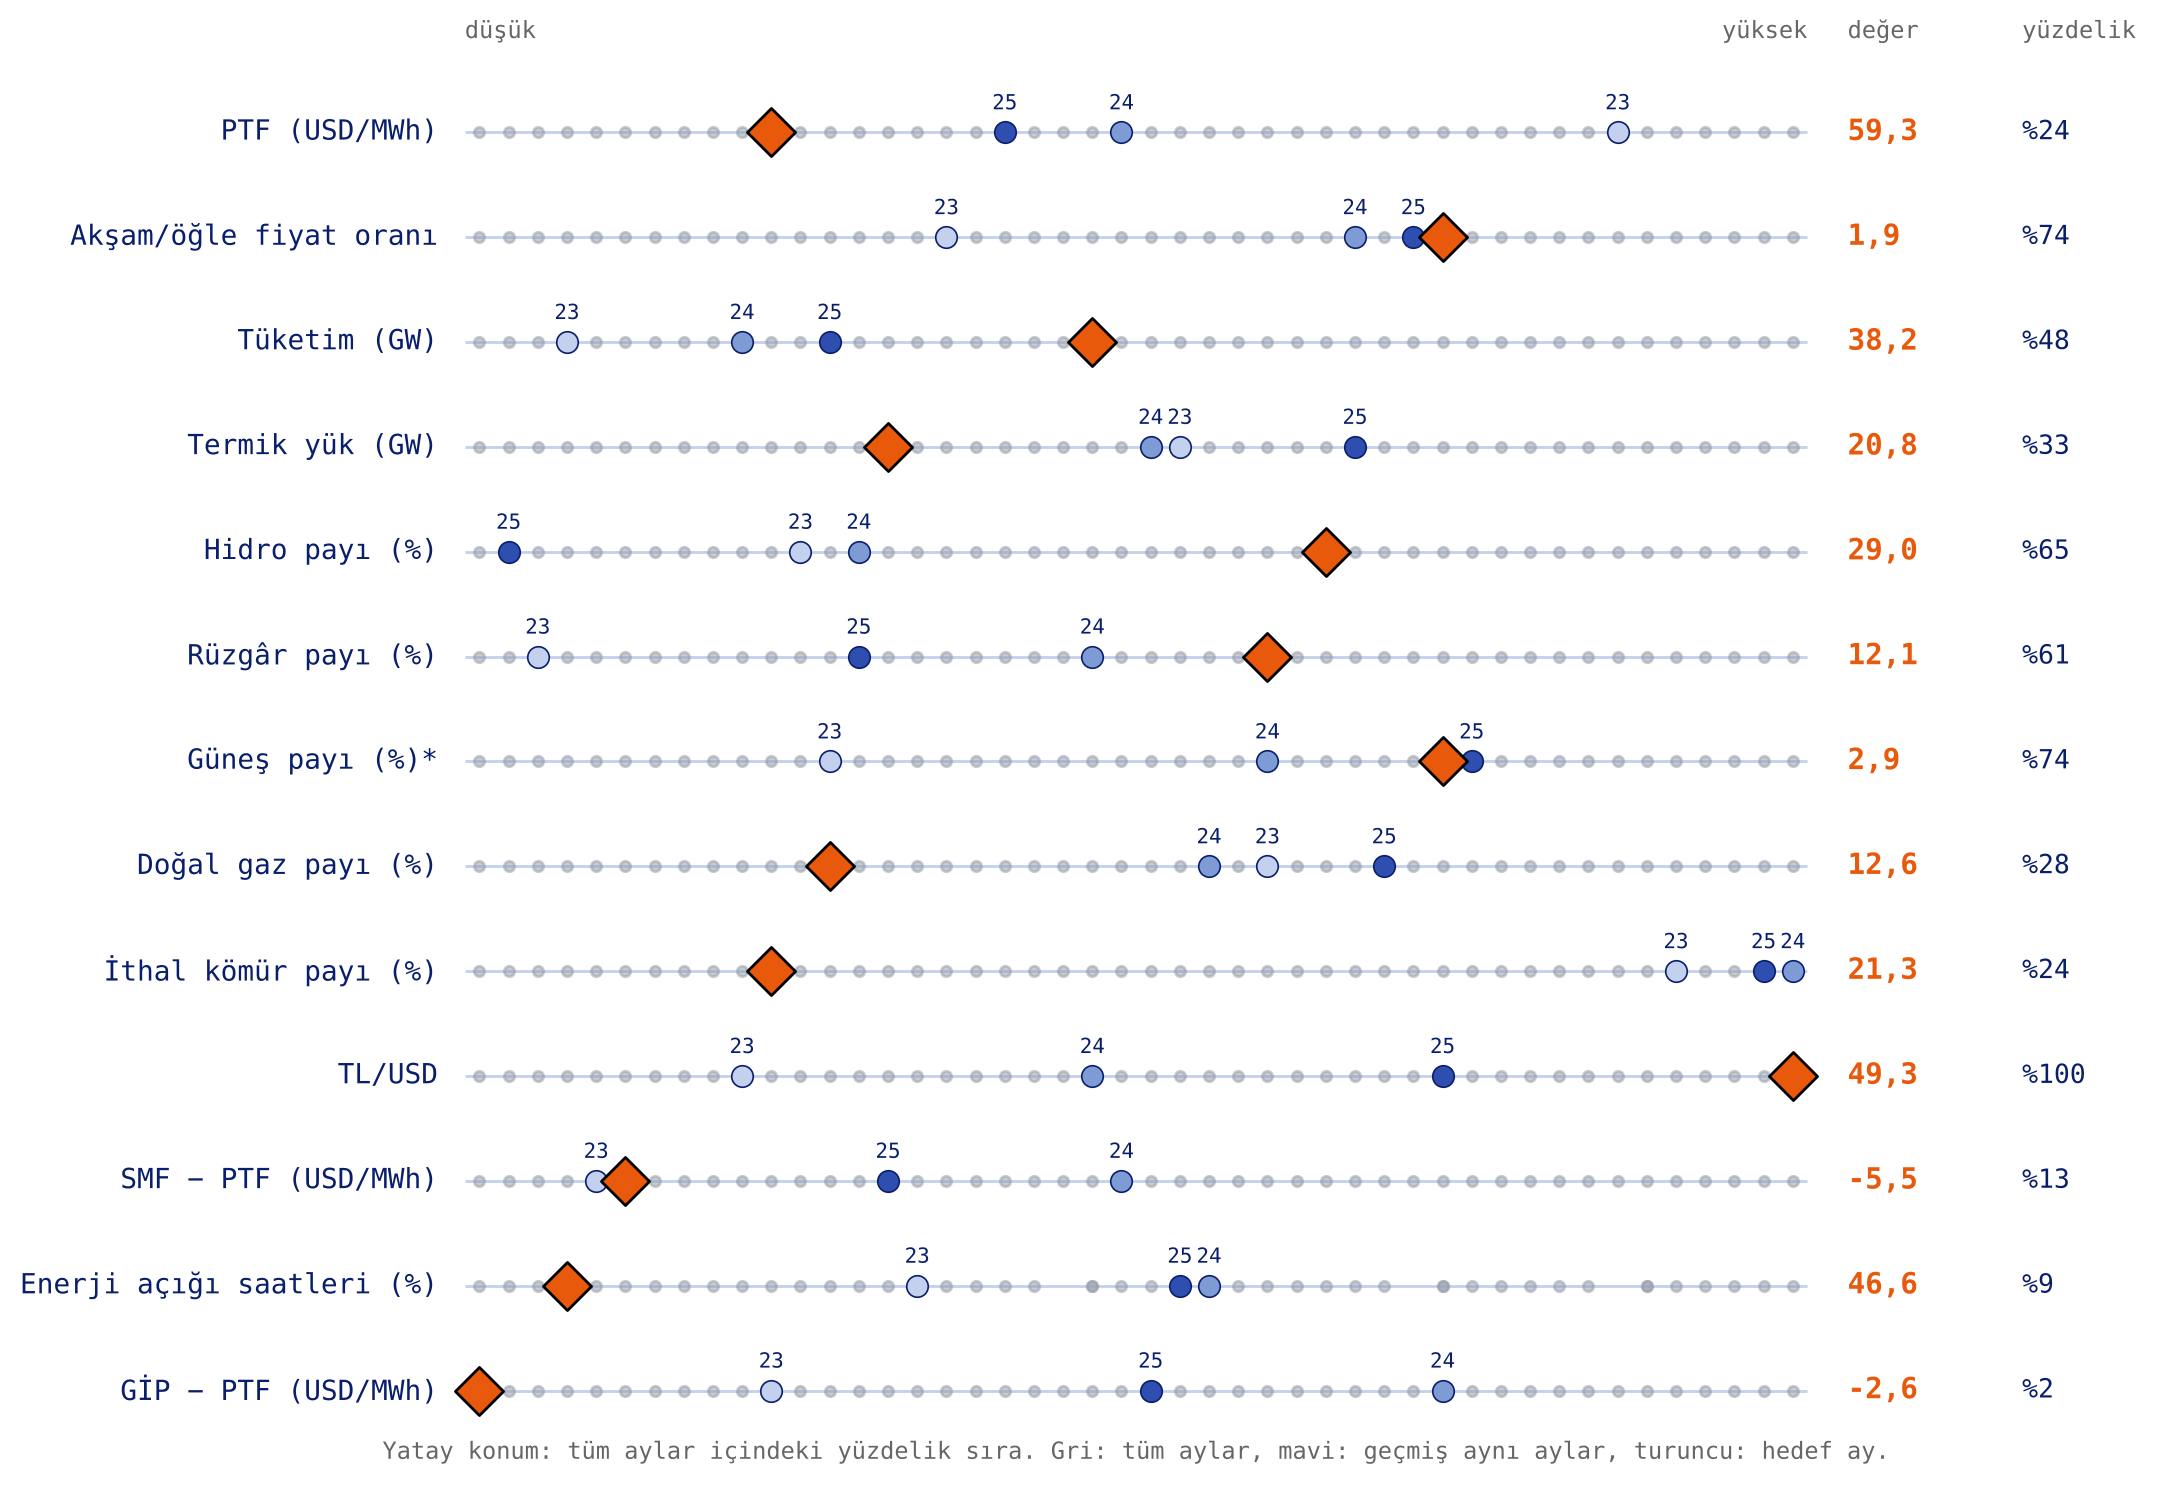 düşük yüksek değer yüzdelik
25 24 23
PTF (USD/MWh) 59,3 %24
23 24 25
Akşam/öğle fiyat oranı 1,9 %74
23 24 25
Tüketim (GW) 38,2 %48
24 23 25
Termik yük (GW) 20,8 %33
25 23 24
Hidro payı (%) 29,0 %65
23 25 24
Rüzgâr payı (%) 12,1 %61
23 24 25
Güneş payı (%)* 2,9 %74
24 23 25
Doğal gaz payı (%) 12,6 %28
23 25 24
İthal kömür payı (%) 21,3 %24
23 24 25
TL/USD 49,3 %100
23 25 24
SMF − PTF (USD/MWh) -5,5 %13
23 25 24
Enerji açığı saatleri (%) 46,6 %9
23 25 24
GİP − PTF (USD/MWh) -2,6 %2
Yatay konum: tüm aylar içindeki yüzdelik sıra. Gri: tüm aylar, mavi: geçmiş aynı aylar, turuncu: hedef ay.